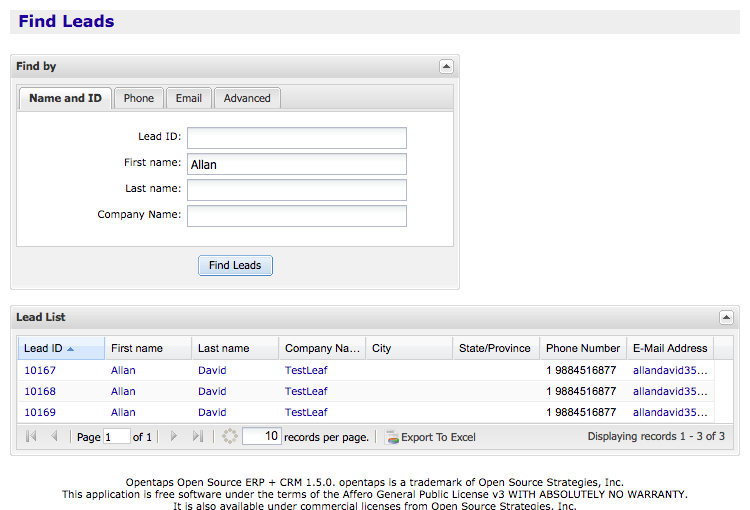 Find Leads
Find by
Name and ID Phone Email Advanced
Lead ID:
First name: Allan
Last name:
Company Name:
Find Leads
Lead List
Lead ID First name Last name Company Na... City State/Province Phone Number E-Mail Address
10167 Allan David TestLeaf 1 9884516877 allandavid35...
10168 Allan David TestLeaf 1 9884516877 allandavid35...
10169 Allan David TestLeaf 1 9884516877 allandavid35...
Page 1 of 1 10 records per page. Export To Excel Displaying records 1 - 3 of 3
Opentaps Open Source ERP + CRM 1.5.0. opentaps is a trademark of Open Source Strategies, Inc.
This application is free software under the terms of the Affero General Public License v3 WITH ABSOLUTELY NO WARRANTY.
It is also available under commercial licenses from Open Source Strategies, Inc.